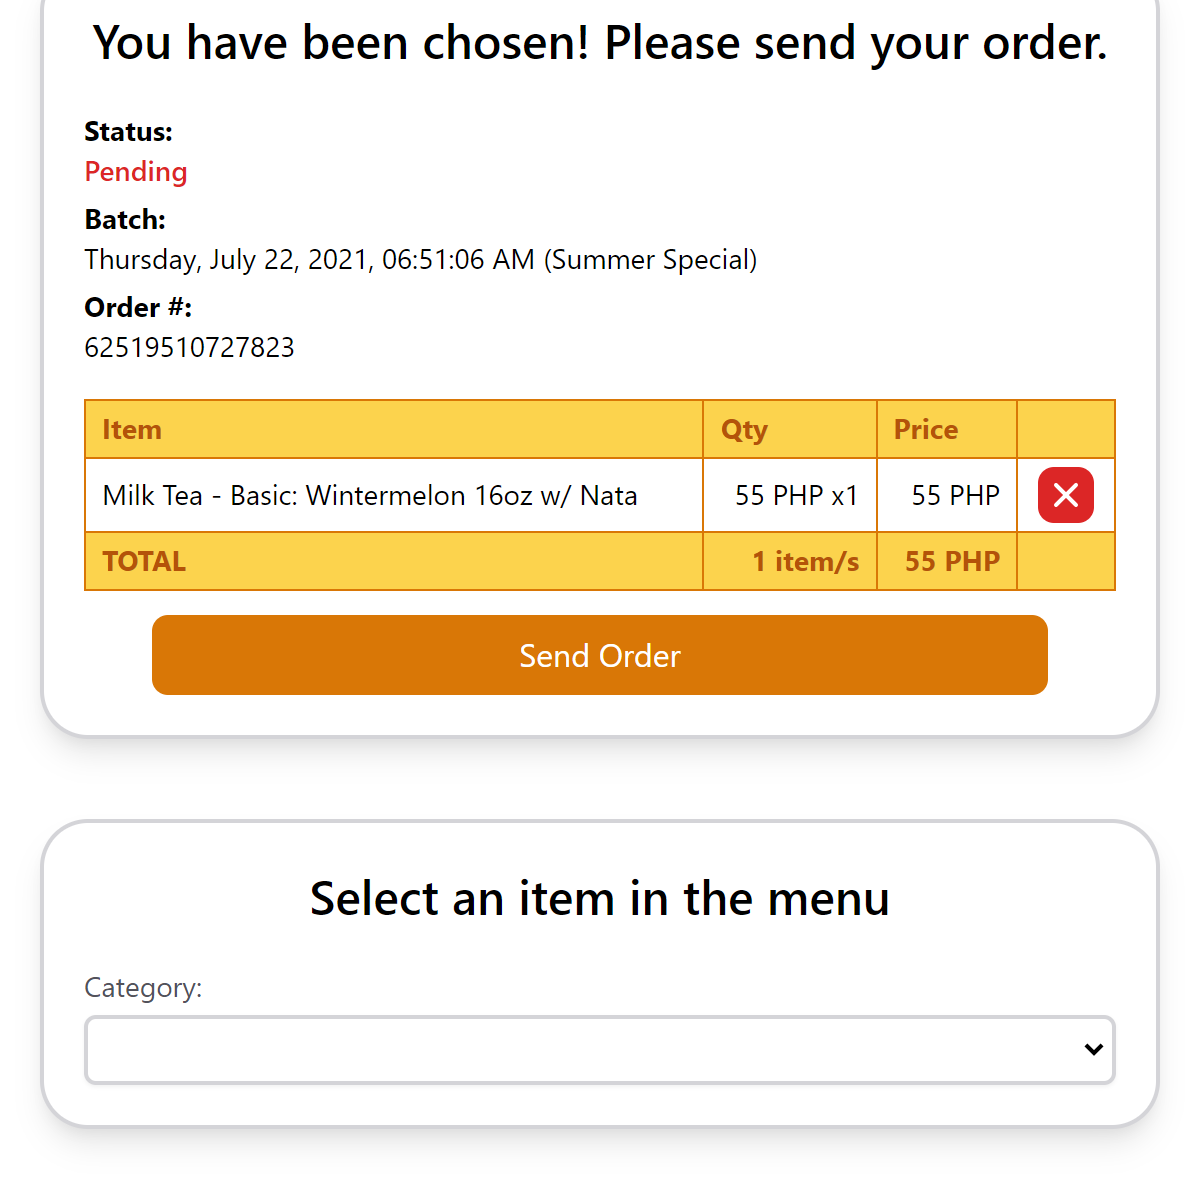 You have been chosen! Please send your order.
Status:
Pending
Batch:
Thursday, July 22, 2021, 06:51:06 AM (Summer Special)
Order #:
62519510727823
Item Qty Price
Milk Tea - Basic: Wintermelon 16oz w/ Nata 55 PHP x1 55 PHP
TOTAL 1 item/s 55 PHP
Send Order
Select an item in the menu
Category: